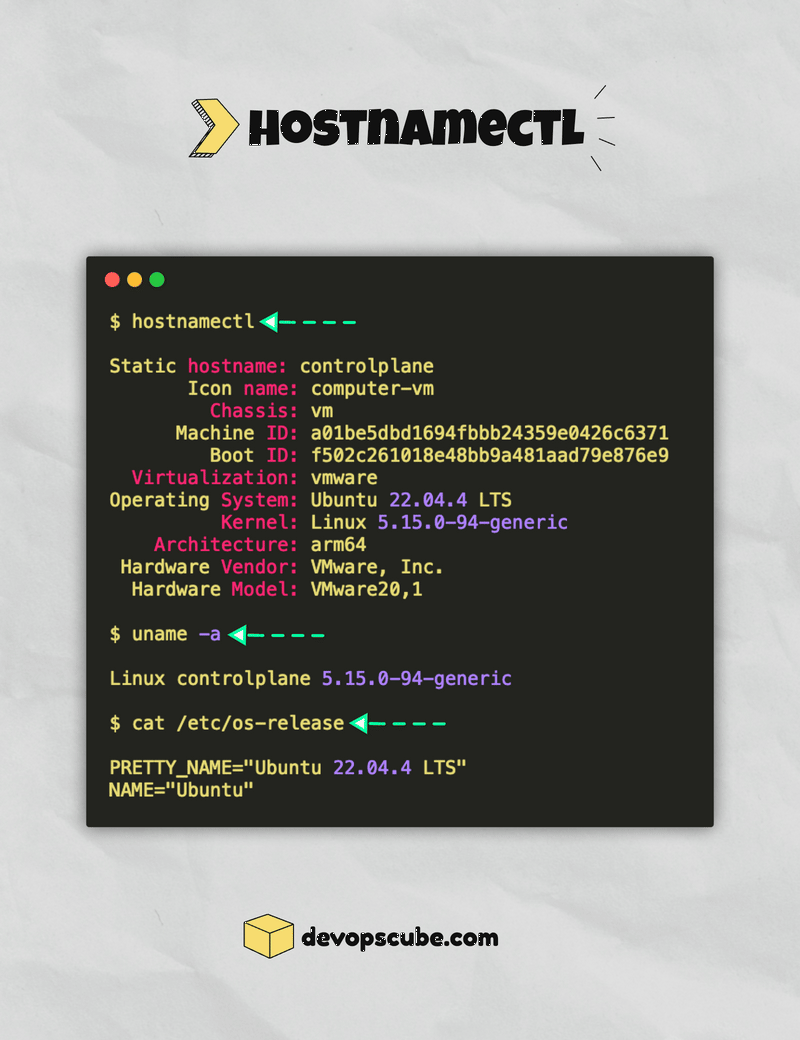 HOSTNAMECTL
$ hostnamectl
Static hostname: controlplane
Icon name: computer-vm
Chassis: vm
Machine ID: a01be5dbd1694fbbb24359e0426c6371
Boot ID: f502c261018e48bb9a481aad79e876e9
Virtualization: vmware
Operating System: Ubuntu 22.04.4 LTS
Kernel: Linux 5.15.0-94-generic
Architecture: arm64
Hardware Vendor: VMware, Inc.
Hardware Model: VMware20,1
$ uname -a
Linux controlplane 5.15.0-94-generic
$ cat /etc/os-release
PRETTY_NAME="Ubuntu 22.04.4 LTS"
NAME="Ubuntu"
devopscube.com